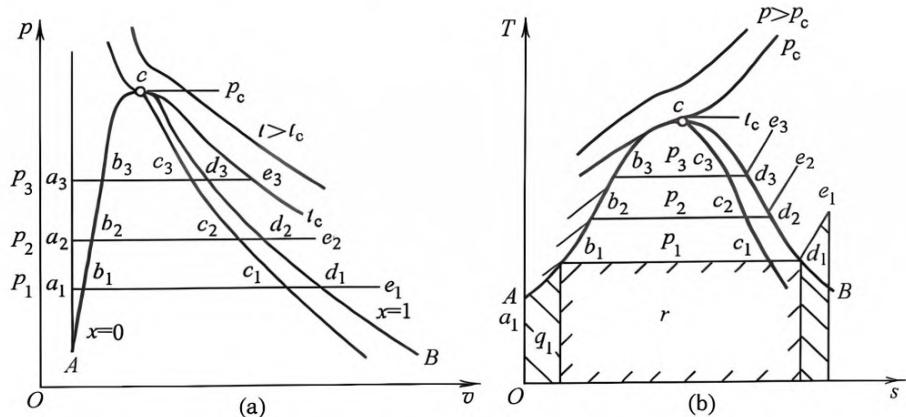 p
c
p_c
t>t_c
p_3 a_3 b_3 c_3 d_3 e_3
t_c
p_2 a_2 b_2 c_2 d_2 e_2
p_1 a_1 b_1 c_1 d_1 e_1
x=0 x=1
A B
O (a) v
T p>p_c
p_c
c t_c
e_3
b_3 p_3 c_3 d_3 e_2
b_2 p_2 c_2 d_2 e_1
b_1 p_1 c_1 d_1
A B
a_1 q_1 r
O (b) s